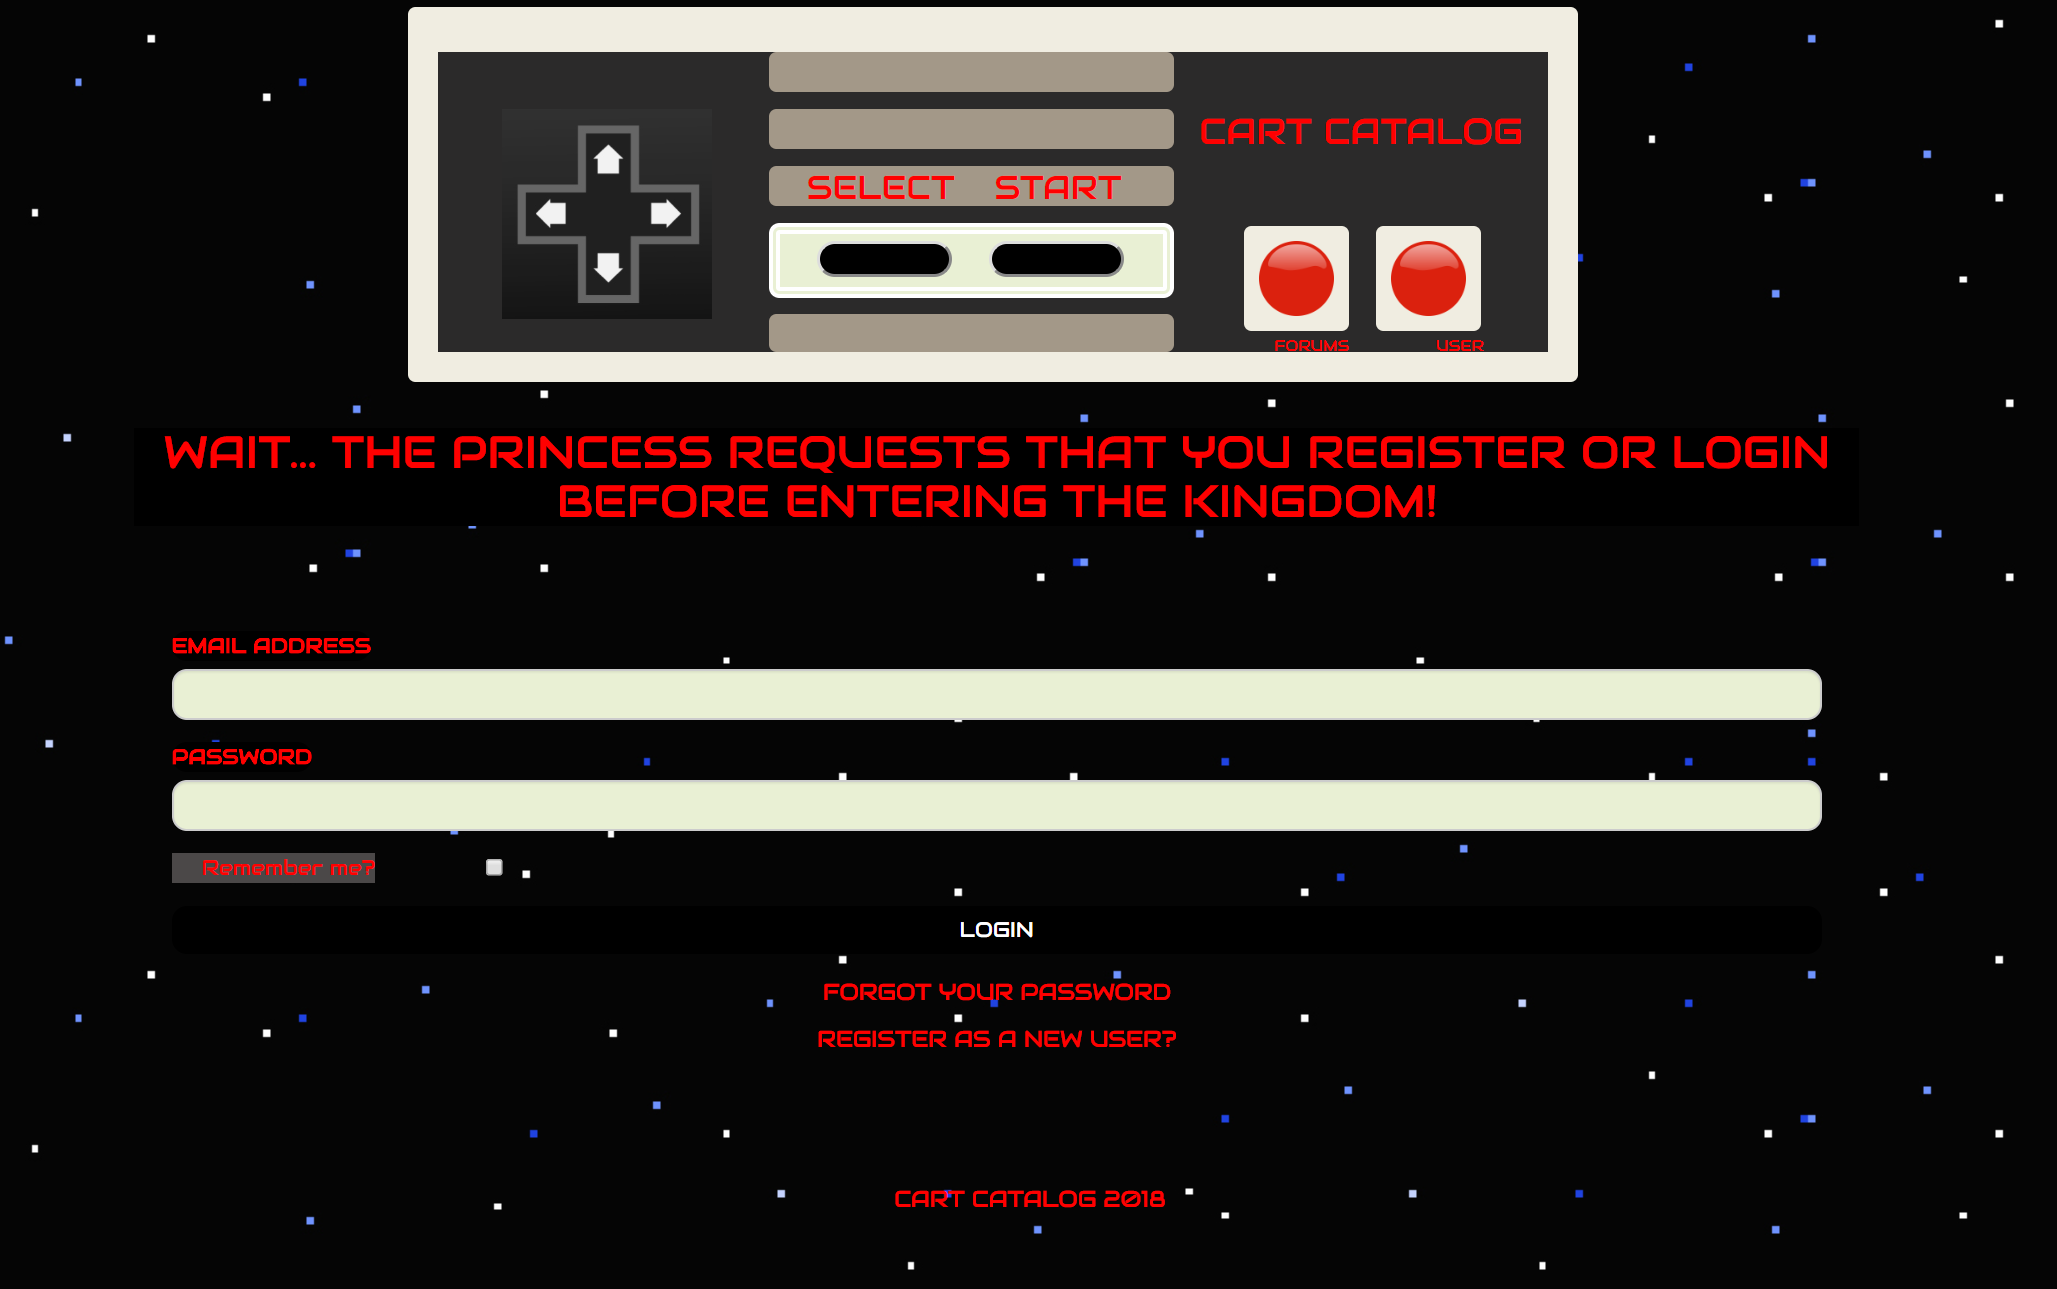 CART CATALOG
SELECT START
FORUMS USER
WAIT... THE PRINCESS REQUESTS THAT YOU REGISTER OR LOGIN
BEFORE ENTERING THE KINGDOM!
EMAIL ADDRESS
PASSWORD
Remember me?
LOGIN
FORGOT YOUR PASSWORD
REGISTER AS A NEW USER?
CART CATALOG 2018